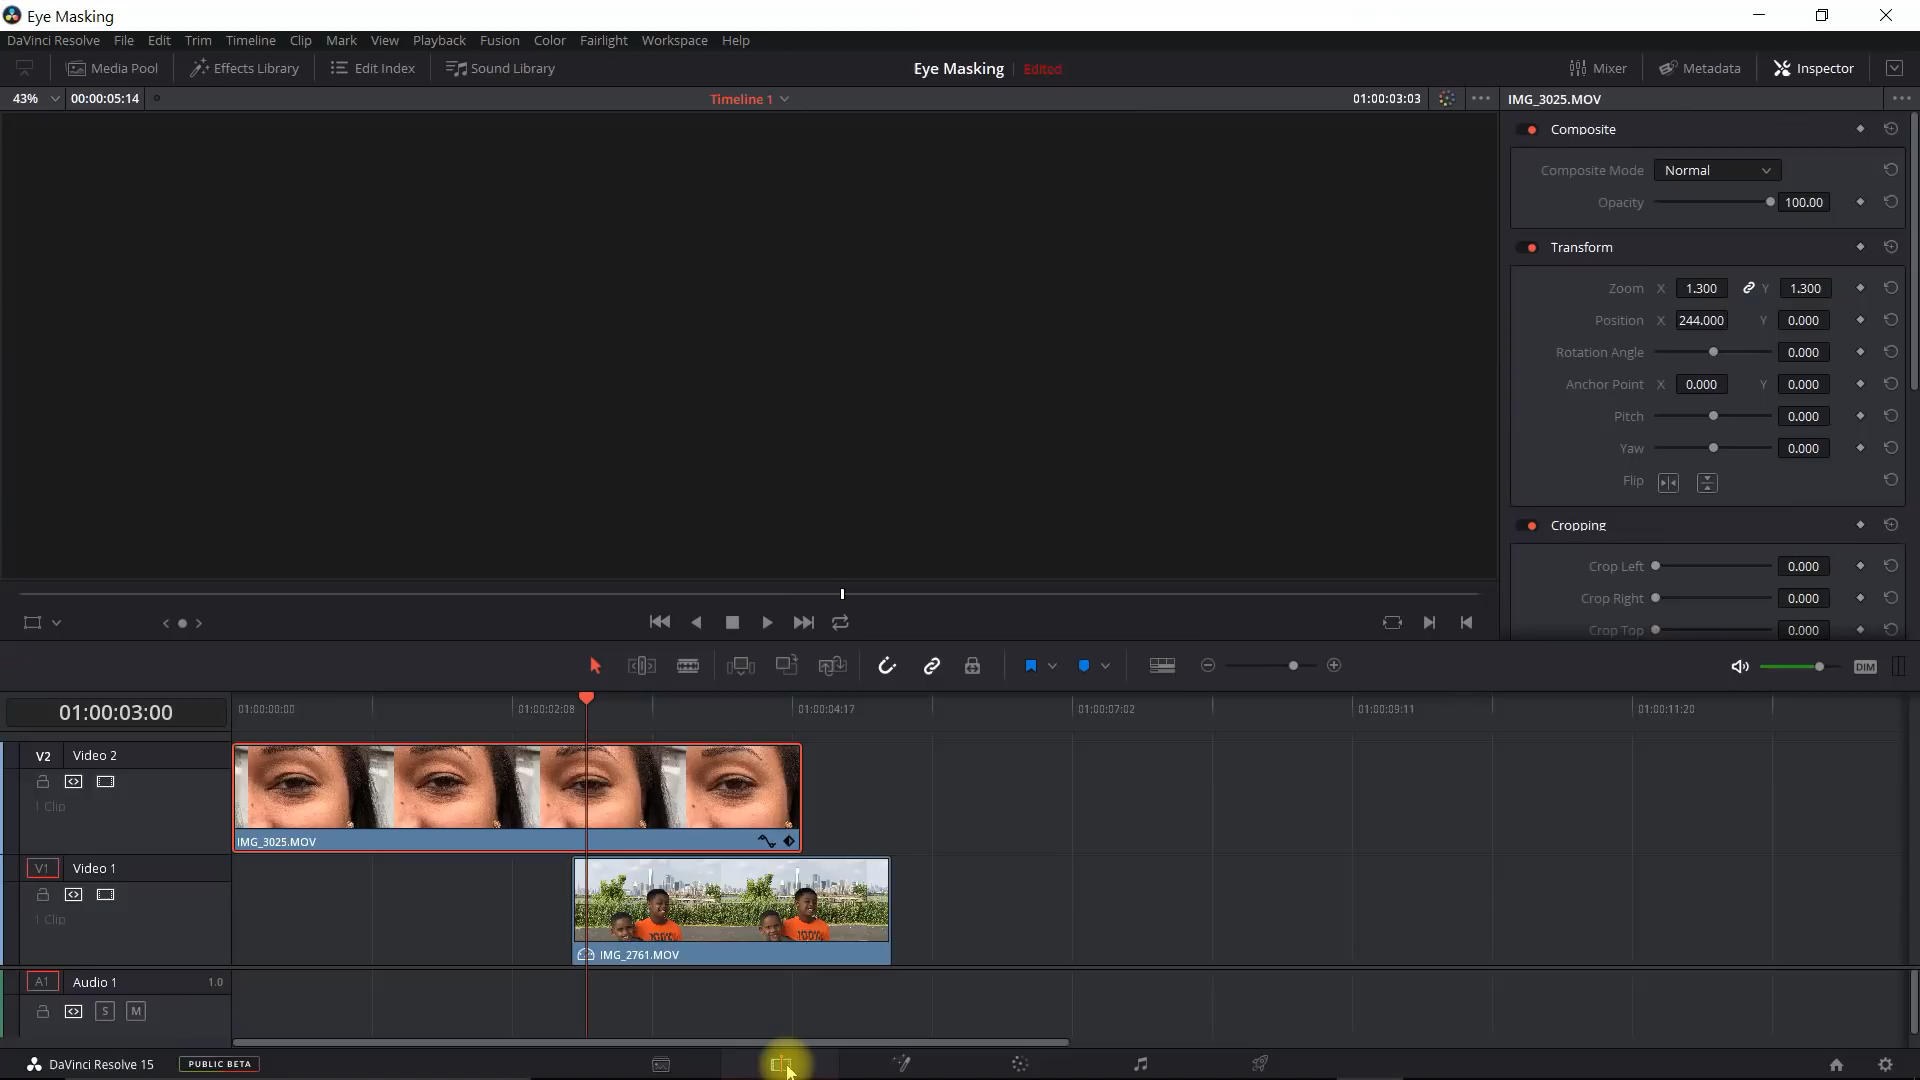 Eye Masking
DaVinci Resolve File Edit Trim Timeline Clip Mark View Playback Fusion Color Fairlight Workspace Help
Media Pool Effects Library Edit Index Sound Library Eye Masking Edited Mixer Metadata Inspector
43% 00:00:05:14 Timeline 1 01:00:03:03 IMG_3025.MOV
Composite
Composite Mode Normal
Opacity 100.00
Transform
Zoom X 1.300 Y 1.300
Position X 244.000 Y 0.000
Rotation Angle 0.000
Anchor Point X 0.000 Y 0.000
Pitch 0.000
Yaw 0.000
Flip
Cropping
Crop Left 0.000
Crop Right 0.000
Crop Top 0.000
DIM
01:00:03:00 01:00:00:00 01:00:02:08 01:00:04:17 01:00:07:02 01:00:09:11 01:00:11:20
V2 Video 2
1 Clip
IMG_3025.MOV
V1 Video 1
1 Clip
IMG_2761.MOV
A1 Audio 1 1.0
S M
DaVinci Resolve 15 PUBLIC BETA